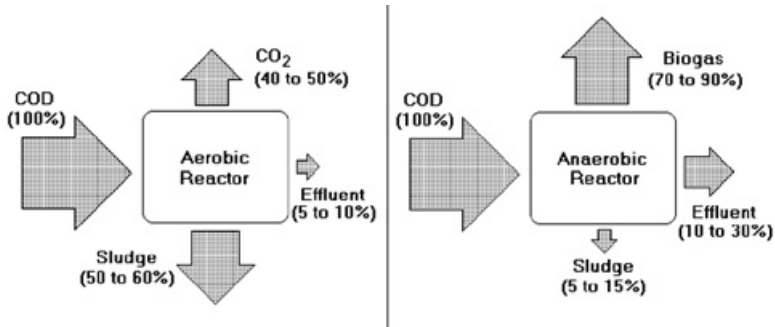 CO2
(40 to 50%)
COD
(100%)
Aerobic
Reactor
Effluent
(5 to 10%)
Sludge
(50 to 60%)
Biogas
(70 to 90%)
COD
(100%)
Anaerobic
Reactor
Effluent
(10 to 30%)
Sludge
(5 to 15%)